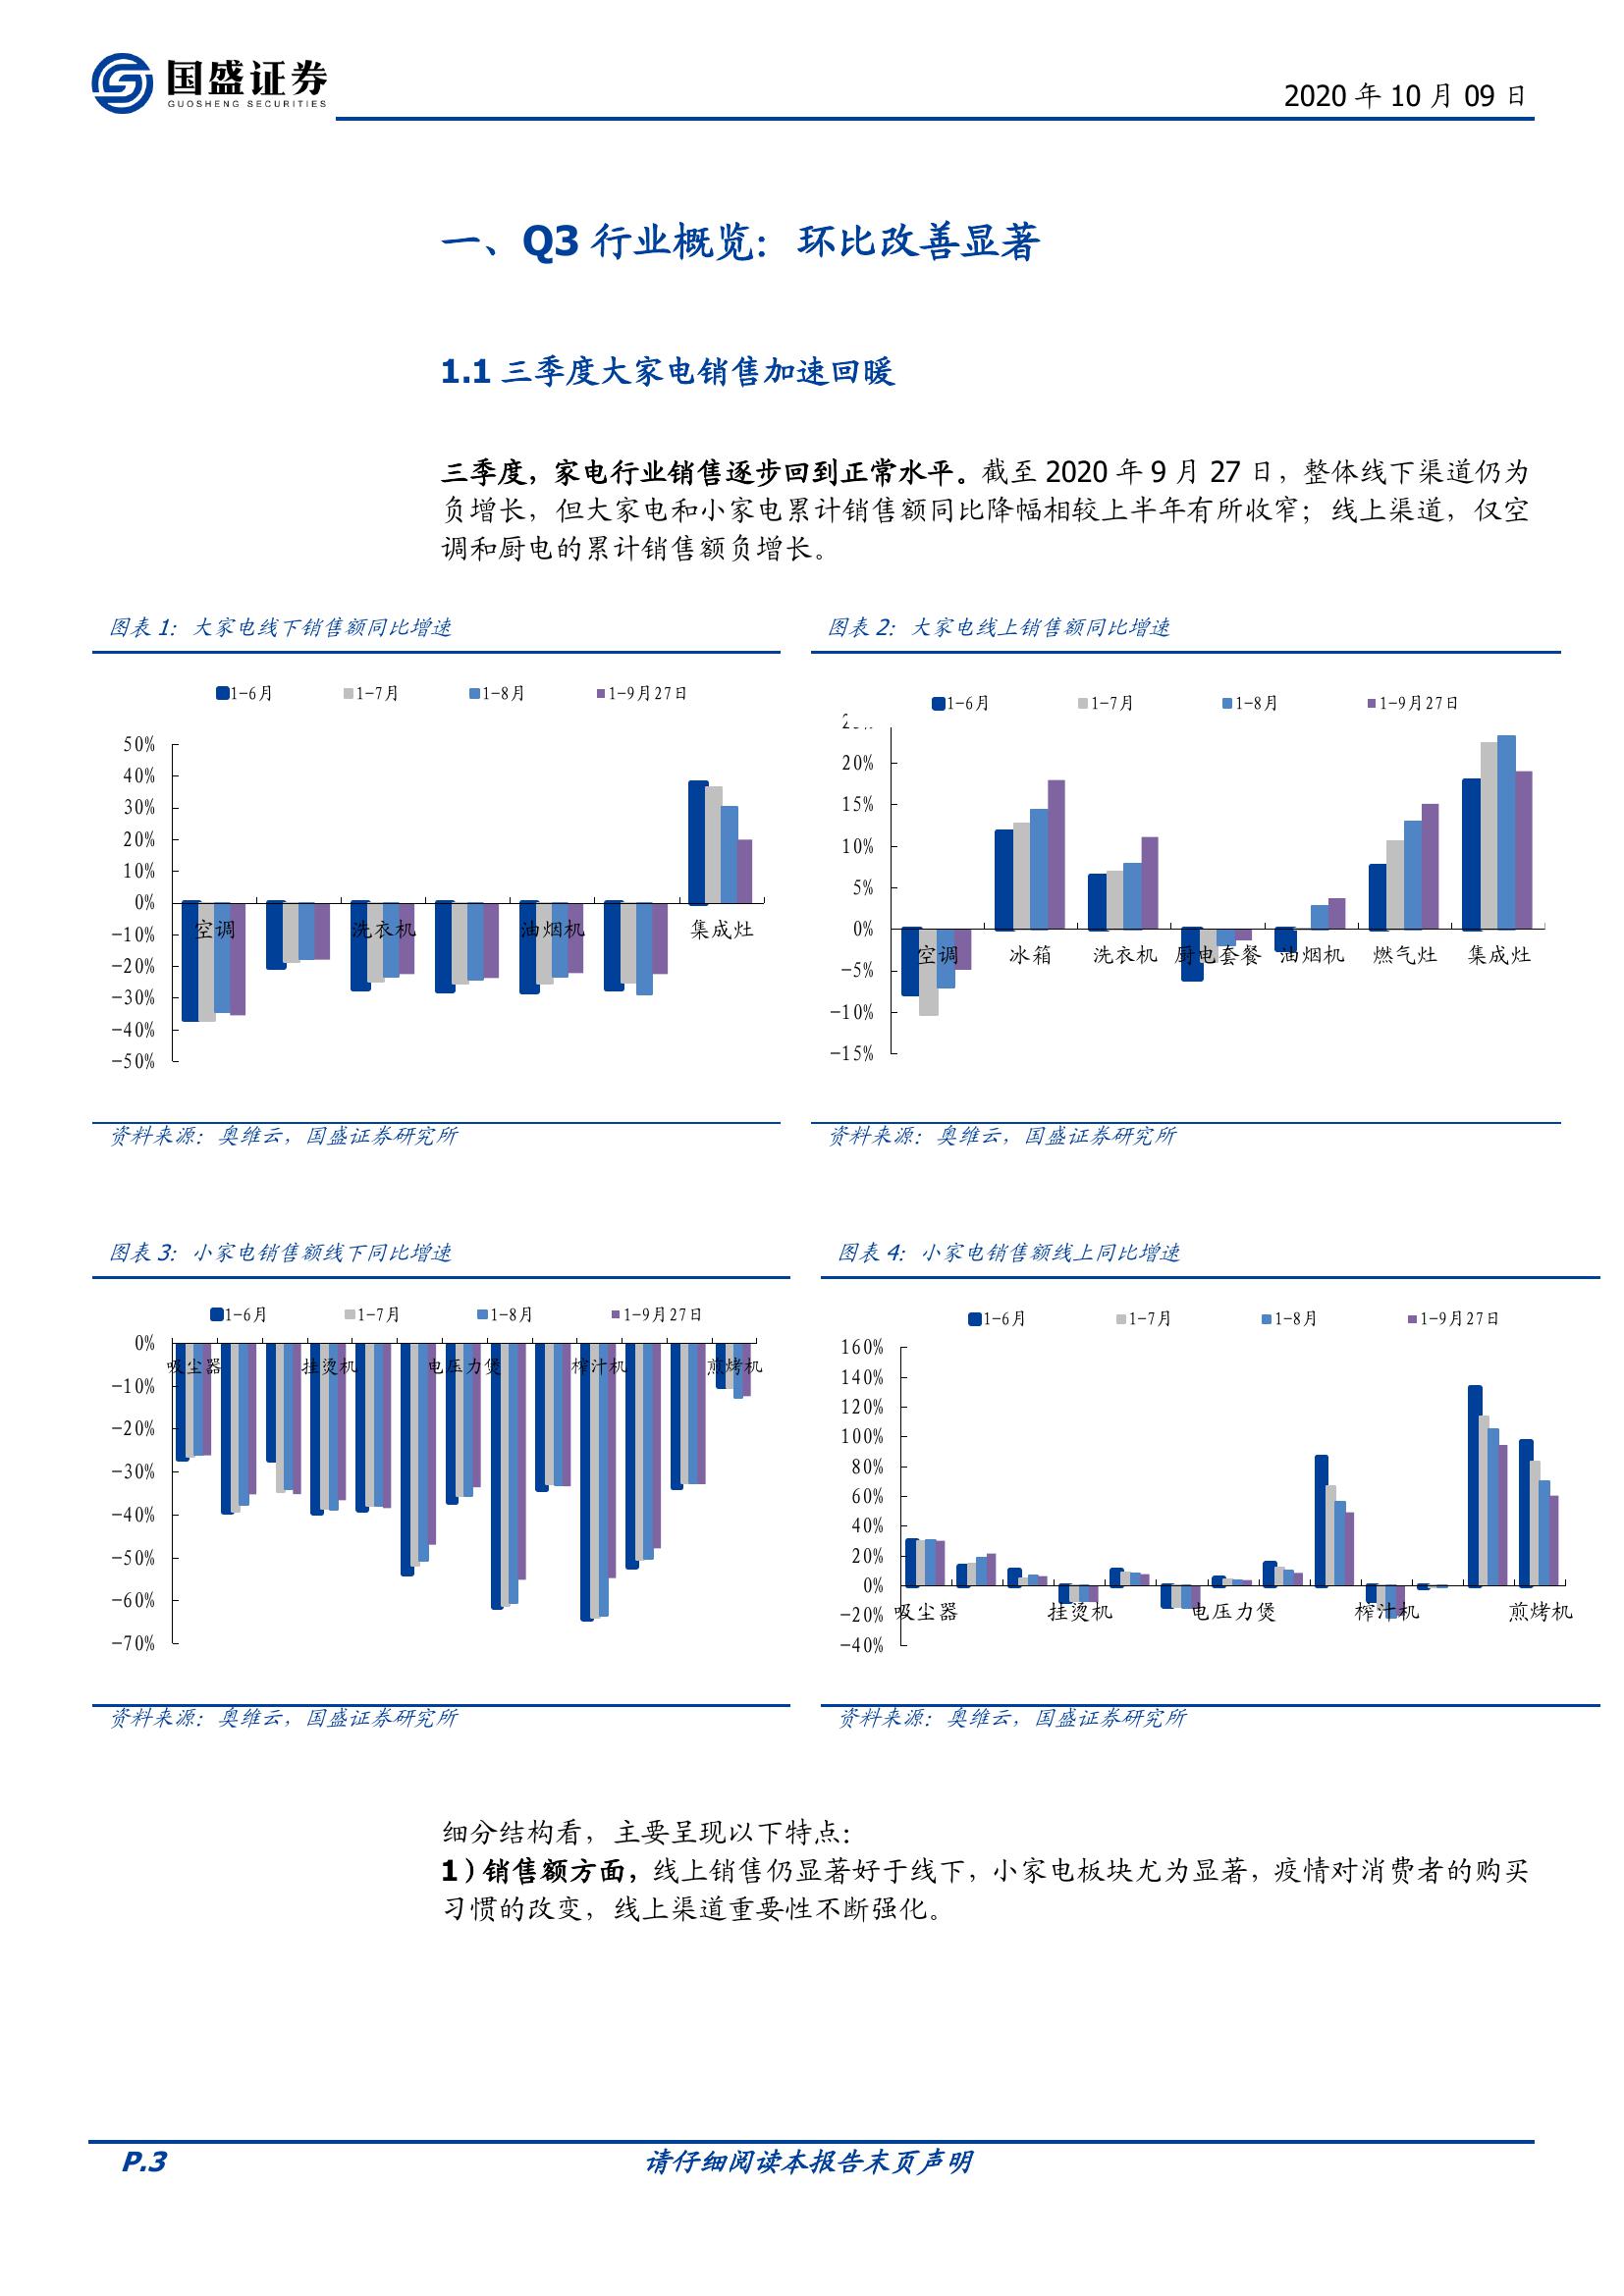 国盛证券
GUOSHENG SECURITIES
2020 年 10 月 09 日
一、Q3 行业概览：环比改善显著
1.1 三季度大家电销售加速回暖
三季度，家电行业销售逐步回到正常水平。截至 2020 年 9 月 27 日，整体线下渠道仍为
负增长，但大家电和小家电累计销售额同比降幅相较上半年有所收窄；线上渠道，仅空
调和厨电的累计销售额负增长。
图表 1：大家电线下销售额同比增速
1-6月 1-7月 1-8月 1-9月27日
50%
40%
30%
20%
10%
0%
-10%
-20%
-30%
-40%
-50%
空调 洗衣机 油烟机 集成灶
资料来源：奥维云，国盛证券研究所
图表 2：大家电线上销售额同比增速
1-6月 1-7月 1-8月 1-9月27日
20%
15%
10%
5%
0%
-5%
-10%
-15%
空调 冰箱 洗衣机 厨电套餐 油烟机 燃气灶 集成灶
资料来源：奥维云，国盛证券研究所
图表 3：小家电销售额线下同比增速
1-6月 1-7月 1-8月 1-9月27日
0%
-10%
-20%
-30%
-40%
-50%
-60%
-70%
吸尘器 挂烫机 电压力煲 榨汁机 煎烤机
资料来源：奥维云，国盛证券研究所
图表 4：小家电销售额线上同比增速
1-6月 1-7月 1-8月 1-9月27日
160%
140%
120%
100%
80%
60%
40%
20%
0%
-20%
-40%
吸尘器 挂烫机 电压力煲 榨汁机 煎烤机
资料来源：奥维云，国盛证券研究所
细分结构看，主要呈现以下特点：
1）销售额方面，线上销售仍显著好于线下，小家电板块尤为显著，疫情对消费者的购买
习惯的改变，线上渠道重要性不断强化。
P.3 请仔细阅读本报告末页声明